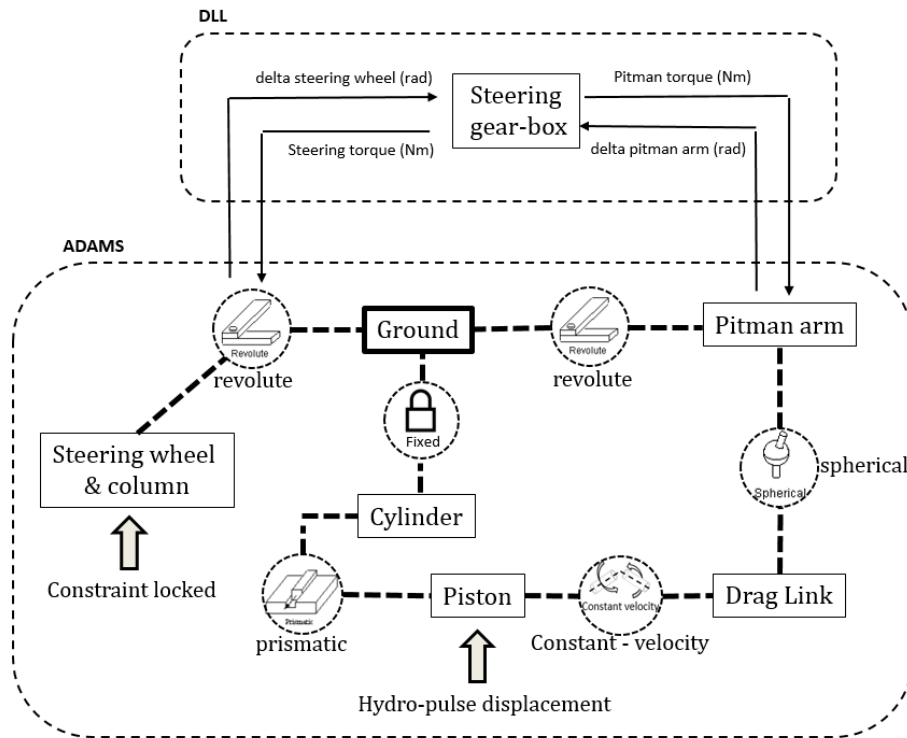 DLL
delta steering wheel (rad)
Steering
gear-box
Pitman torque (Nm)
Steering torque (Nm)
delta pitman arm (rad)
ADAMS
Revolute
revolute
Ground
Revolute
revolute
Pitman arm
Fixed
Steering wheel
& column
Spherical
spherical
Cylinder
Constraint locked
Prismatic
prismatic
Piston
Constant velocity
Constant - velocity
Drag Link
Hydro-pulse displacement